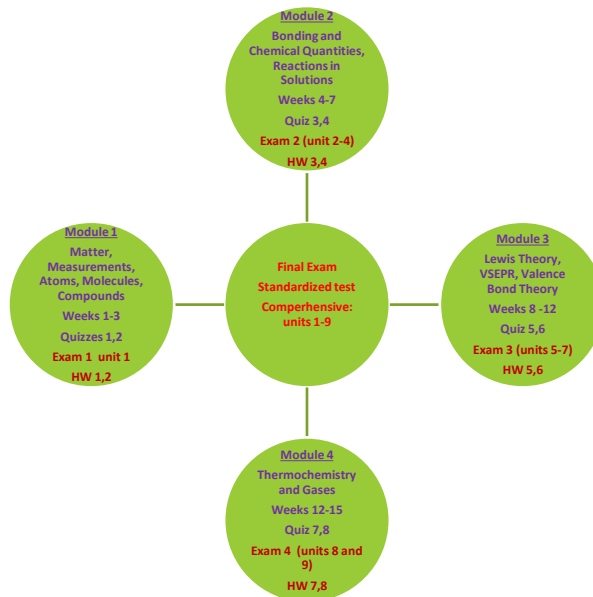 Module 2
Bonding and
Chemical Quantities,
Reactions in
Solutions
Weeks 4-7
Quiz 3,4
Exam 2 (unit 2-4)
HW 3,4
Module 1
Matter,
Measurements,
Atoms, Molecules,
Compounds
Weeks 1-3
Quizzes 1,2
Exam 1 unit 1
HW 1,2
Final Exam
Standardized test
Comperhensive:
units 1-9
Module 3
Lewis Theory,
VSEPR, Valence
Bond Theory
Weeks 8 -12
Quiz 5,6
Exam 3 (units 5-7)
HW 5,6
Module 4
Thermochemistry
and Gases
Weeks 12-15
Quiz 7,8
Exam 4 (units 8 and
9)
HW 7,8